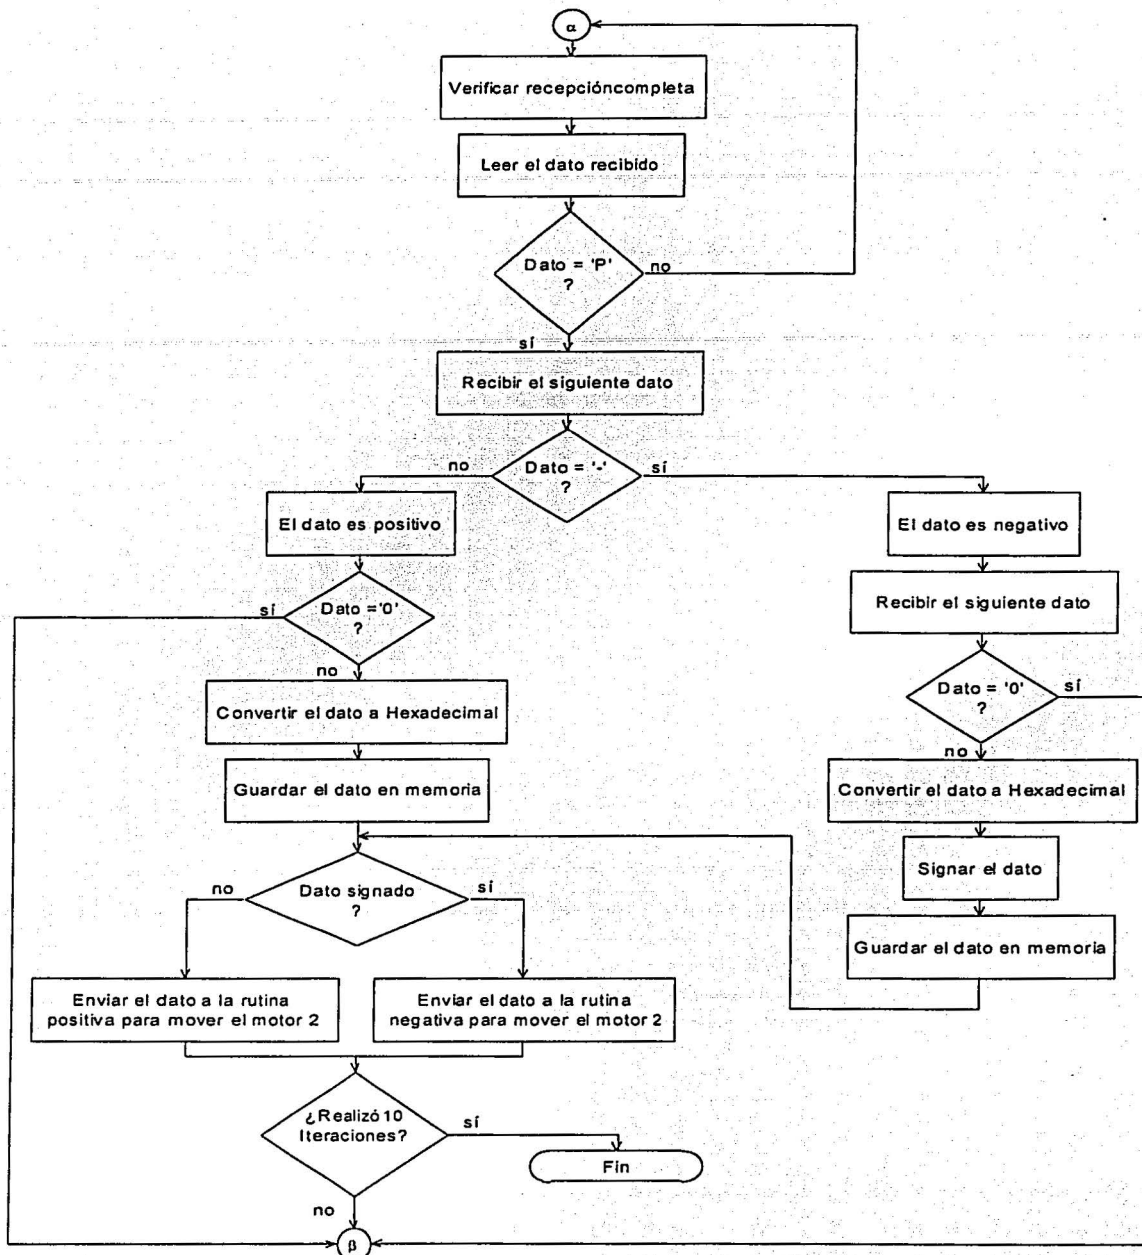 α
Verificar recepcióncompleta
Leer el dato recibido
Dato = 'P'
?
no
sí
Recibir el siguiente dato
Dato = '-'
?
no
sí
El dato es positivo
El dato es negativo
Dato ='0'
?
sí
no
Recibir el siguiente dato
Dato = '0'
?
sí
no
Convertir el dato a Hexadecimal
Guardar el dato en memoria
Convertir el dato a Hexadecimal
Signar el dato
Guardar el dato en memoria
Dato signado
?
no
sí
Enviar el dato a la rutina
positiva para mover el motor 2
Enviar el dato a la rutina
negativa para mover el motor 2
¿Realizó10
Iteraciones?
sí
Fin
no
β